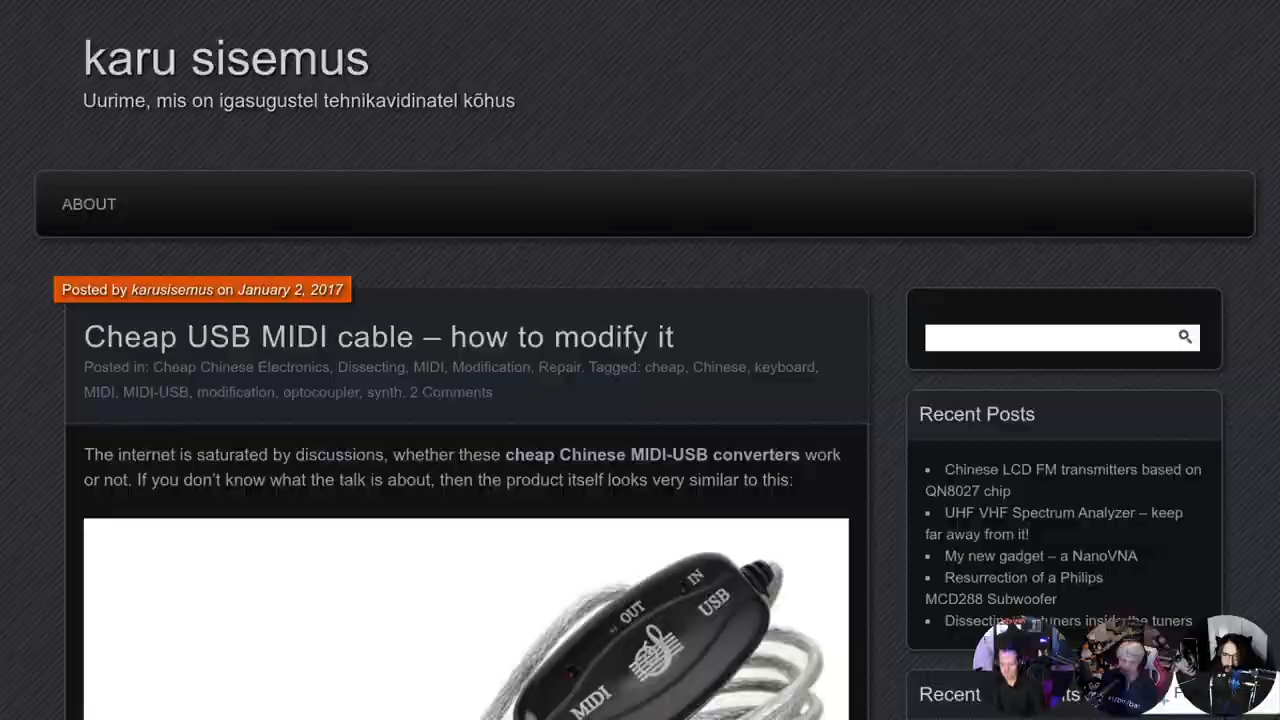 karu sisemus
Uurime, mis on igasugustel tehnikavidinatel kõhus
ABOUT
Posted by karusisemus on January 2, 2017
Cheap USB MIDI cable – how to modify it
Posted in: Cheap Chinese Electronics, Dissecting, MIDI, Modification, Repair. Tagged: cheap, Chinese, keyboard,
MIDI, MIDI-USB, modification, optocoupler, synth. 2 Comments
The internet is saturated by discussions, whether these cheap Chinese MIDI-USB converters work
or not. If you don't know what the talk is about, then the product itself looks very similar to this:
OUT
IN
USB
MIDI
Recent Posts
Chinese LCD FM transmitters based on
QN8027 chip
UHF VHF Spectrum Analyzer – keep
far away from it!
My new gadget – a NanoVNA
Resurrection of a Philips
MCD288 Subwoofer
tuners inside the tuners
Recent